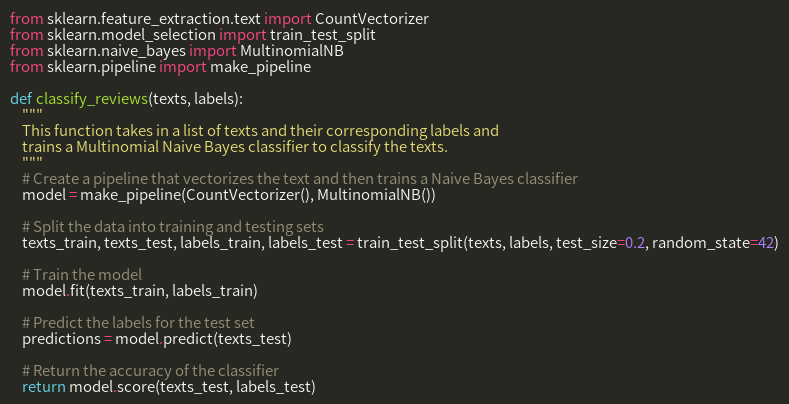 from sklearn.feature_extraction.text import CountVectorizer
from sklearn.model_selection import train_test_split
from sklearn.naive_bayes import MultinomialNB
from sklearn.pipeline import make_pipeline

def classify_reviews(texts, labels):
    """
    This function takes in a list of texts and their corresponding labels and
    trains a Multinomial Naive Bayes classifier to classify the texts.
    """
    # Create a pipeline that vectorizes the text and then trains a Naive Bayes classifier
    model = make_pipeline(CountVectorizer(), MultinomialNB())

    # Split the data into training and testing sets
    texts_train, texts_test, labels_train, labels_test = train_test_split(texts, labels, test_size=0.2, random_state=42)

    # Train the model
    model.fit(texts_train, labels_train)

    # Predict the labels for the test set
    predictions = model.predict(texts_test)

    # Return the accuracy of the classifier
    return model.score(texts_test, labels_test)